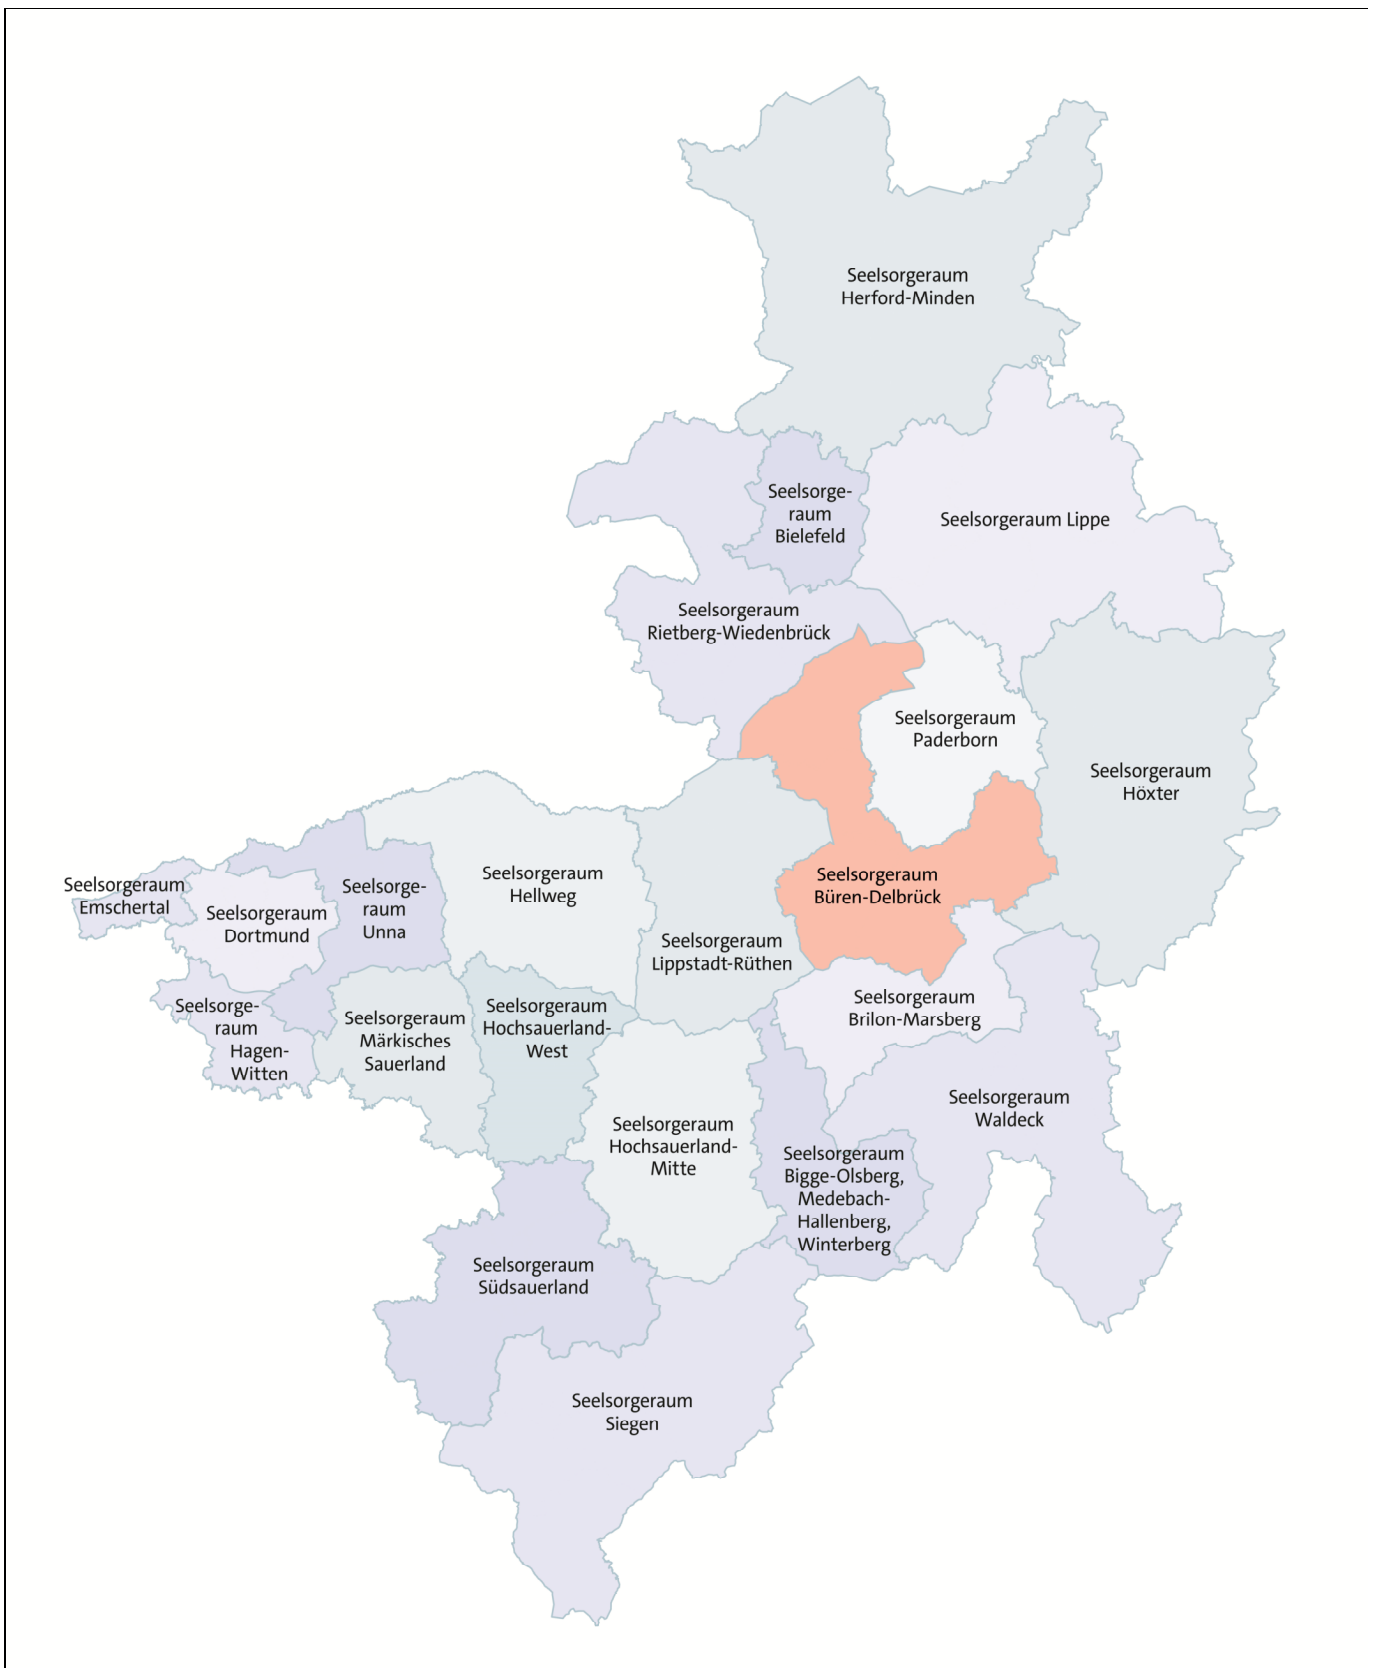 Seelsorgeraum
Herford-Minden
Seelsorge-
raum
Bielefeld
Seelsorgeraum Lippe
Seelsorgeraum
Rietberg-Wiedenbrück
Seelsorgeraum
Paderborn
Seelsorgeraum
Höxter
Seelsorgeraum
Büren-Delbrück
Seelsorgeraum
Hellweg
Seelsorgeraum
Emschertal
Seelsorgeraum
Dortmund
Seelsorge-
raum
Unna
Seelsorgeraum
Lippstadt-Rüthen
Seelsorgeraum
Brilon-Marsberg
Seelsorge-
raum
Hagen-
Witten
Seelsorgeraum
Märkisches
Sauerland
Seelsorgeraum
Hochsauerland-
West
Seelsorgeraum
Waldeck
Seelsorgeraum
Hochsauerland-
Mitte
Seelsorgeraum
Bigge-Olsberg,
Medebach-
Hallenberg,
Winterberg
Seelsorgeraum
Südsauerland
Seelsorgeraum
Siegen